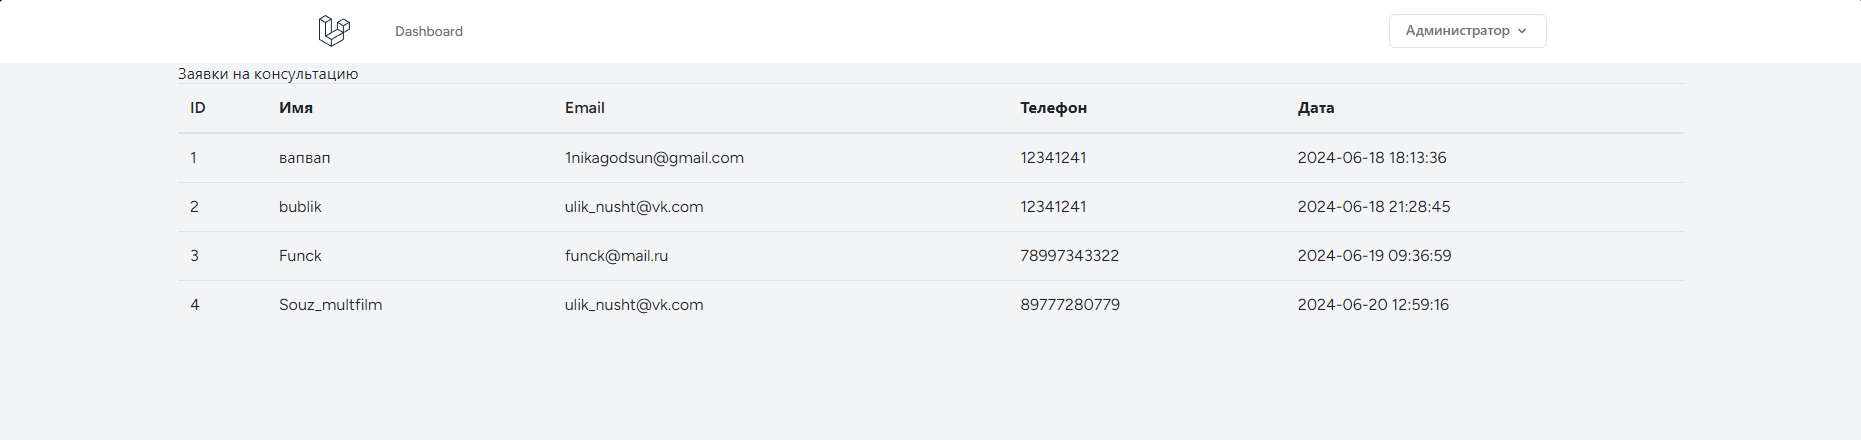 Dashboard Администратор
Заявки на консультацию
ID Имя Email Телефон Дата
1 вапвап 1nikagodsun@gmail.com 12341241 2024-06-18 18:13:36
2 bublik ulik_nusht@vk.com 12341241 2024-06-18 21:28:45
3 Funck funck@mail.ru 78997343322 2024-06-19 09:36:59
4 Souz_multfilm ulik_nusht@vk.com 89777280779 2024-06-20 12:59:16